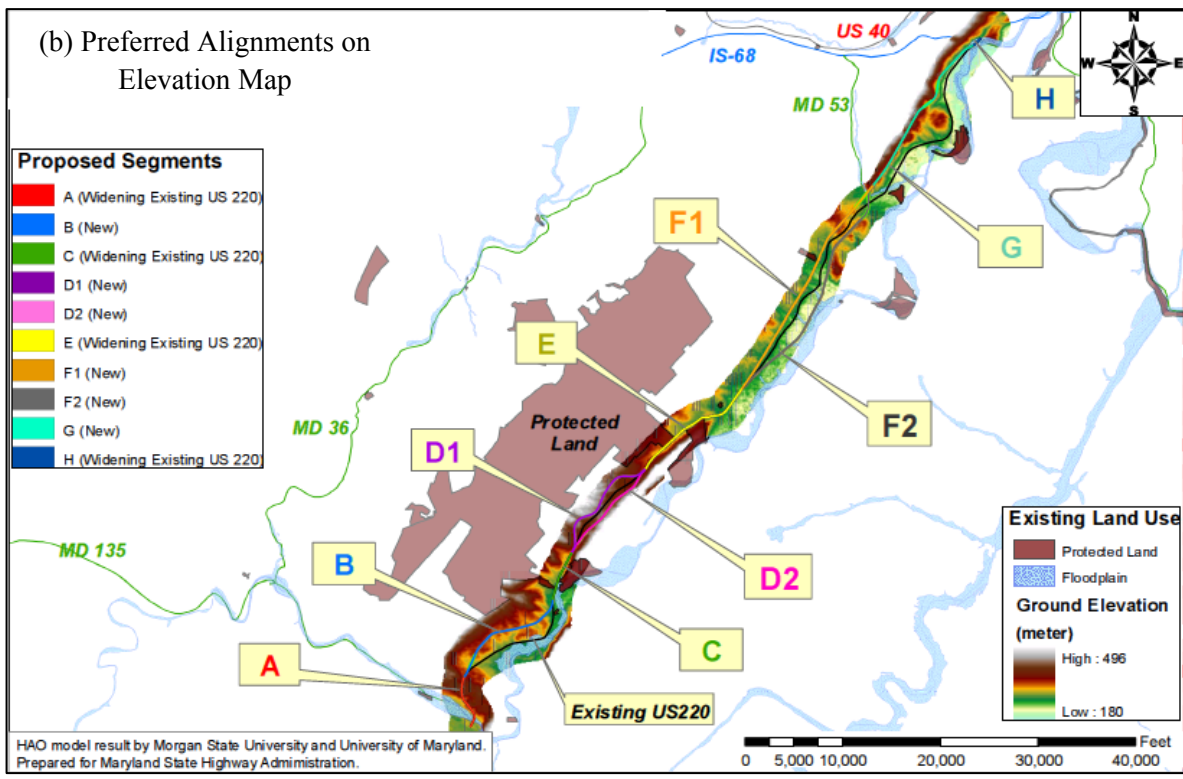 (b) Preferred Alignments on
Elevation Map
US 40
IS-68
MD 53
H
N
W E
S
Proposed Segments
A (Widening Existing US 220)
B (New)
C (Widening Existing US 220)
D1 (New)
D2 (New)
E (Widening Existing US 220)
F1 (New)
F2 (New)
G (New)
H (Widening Existing US 220)
F1
G
E
F2
MD 36
Protected
Land
D1
MD 135
B
D2
C
A
Existing US220
Existing Land Use
Protected Land
Floodplain
Ground Elevation
(meter)
High : 496
Low : 180
HAO model result by Morgan State University and University of Maryland.
Prepared for Maryland State Highway Admimistration.
Feet
0 5,000 10,000 20,000 30,000 40,000